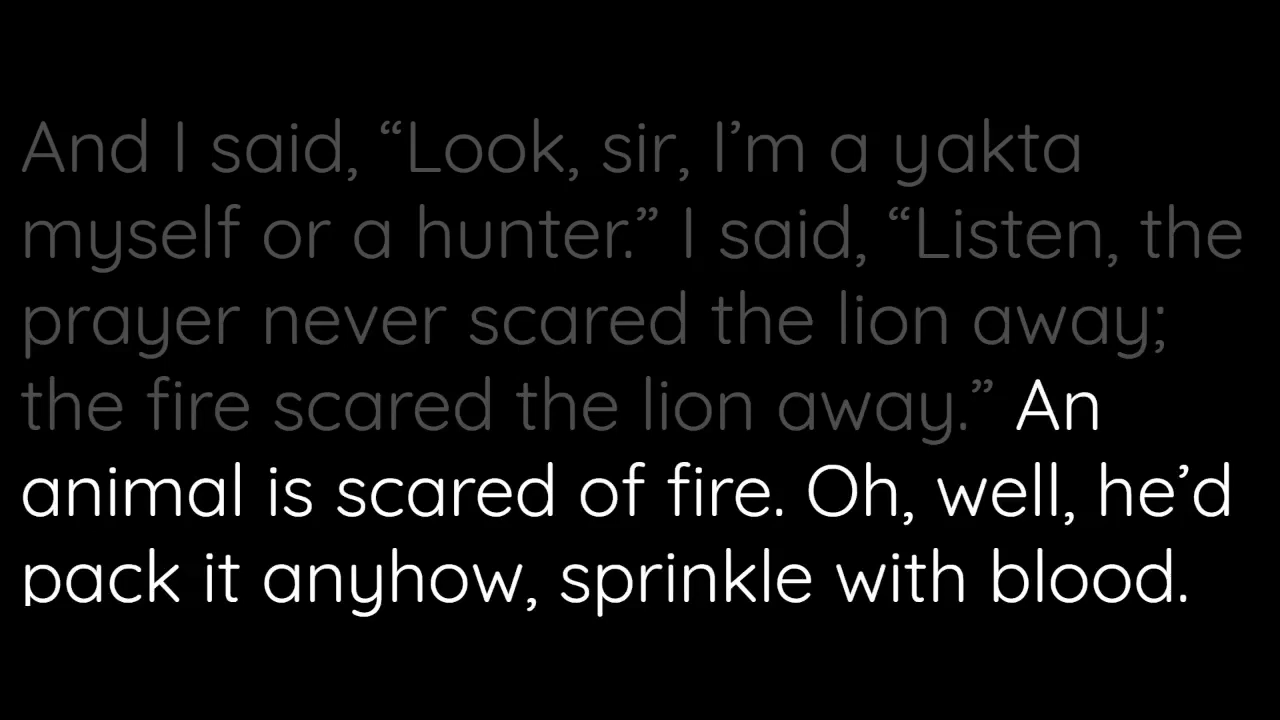 And I said, “Look, sir, I’m a yakta
myself or a hunter.” I said, “Listen, the
prayer never scared the lion away;
the fire scared the lion away.” An
animal is scared of fire. Oh, well, he’d
pack it anyhow, sprinkle with blood.